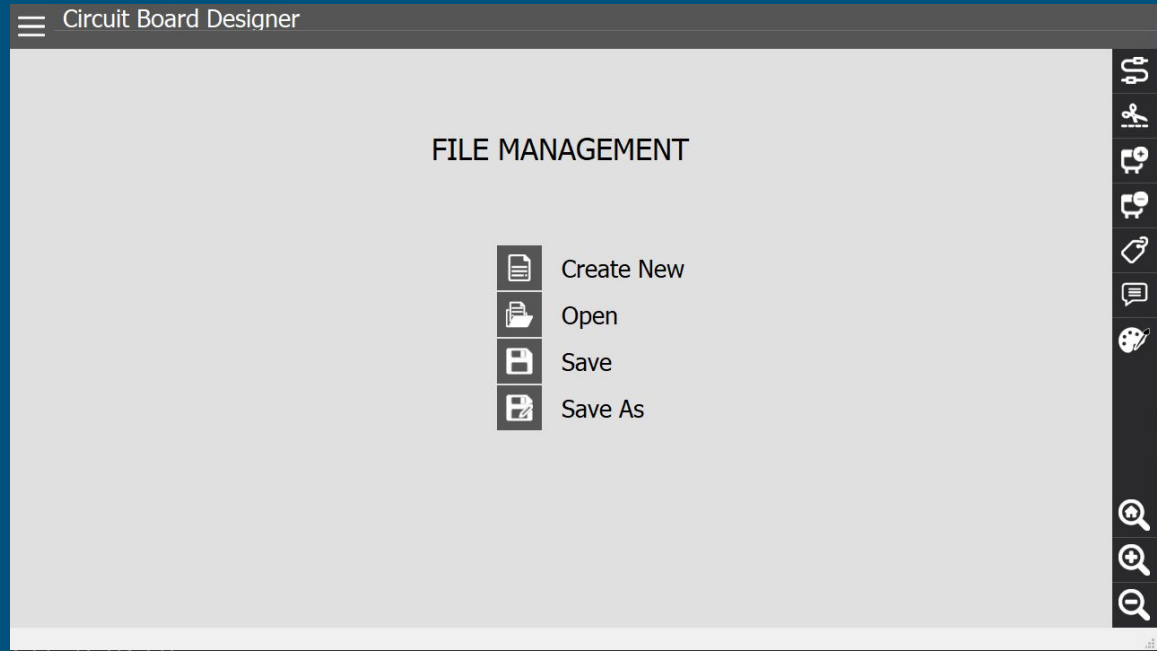 Circuit Board Designer
FILE MANAGEMENT
Create New
Open
Save
Save As